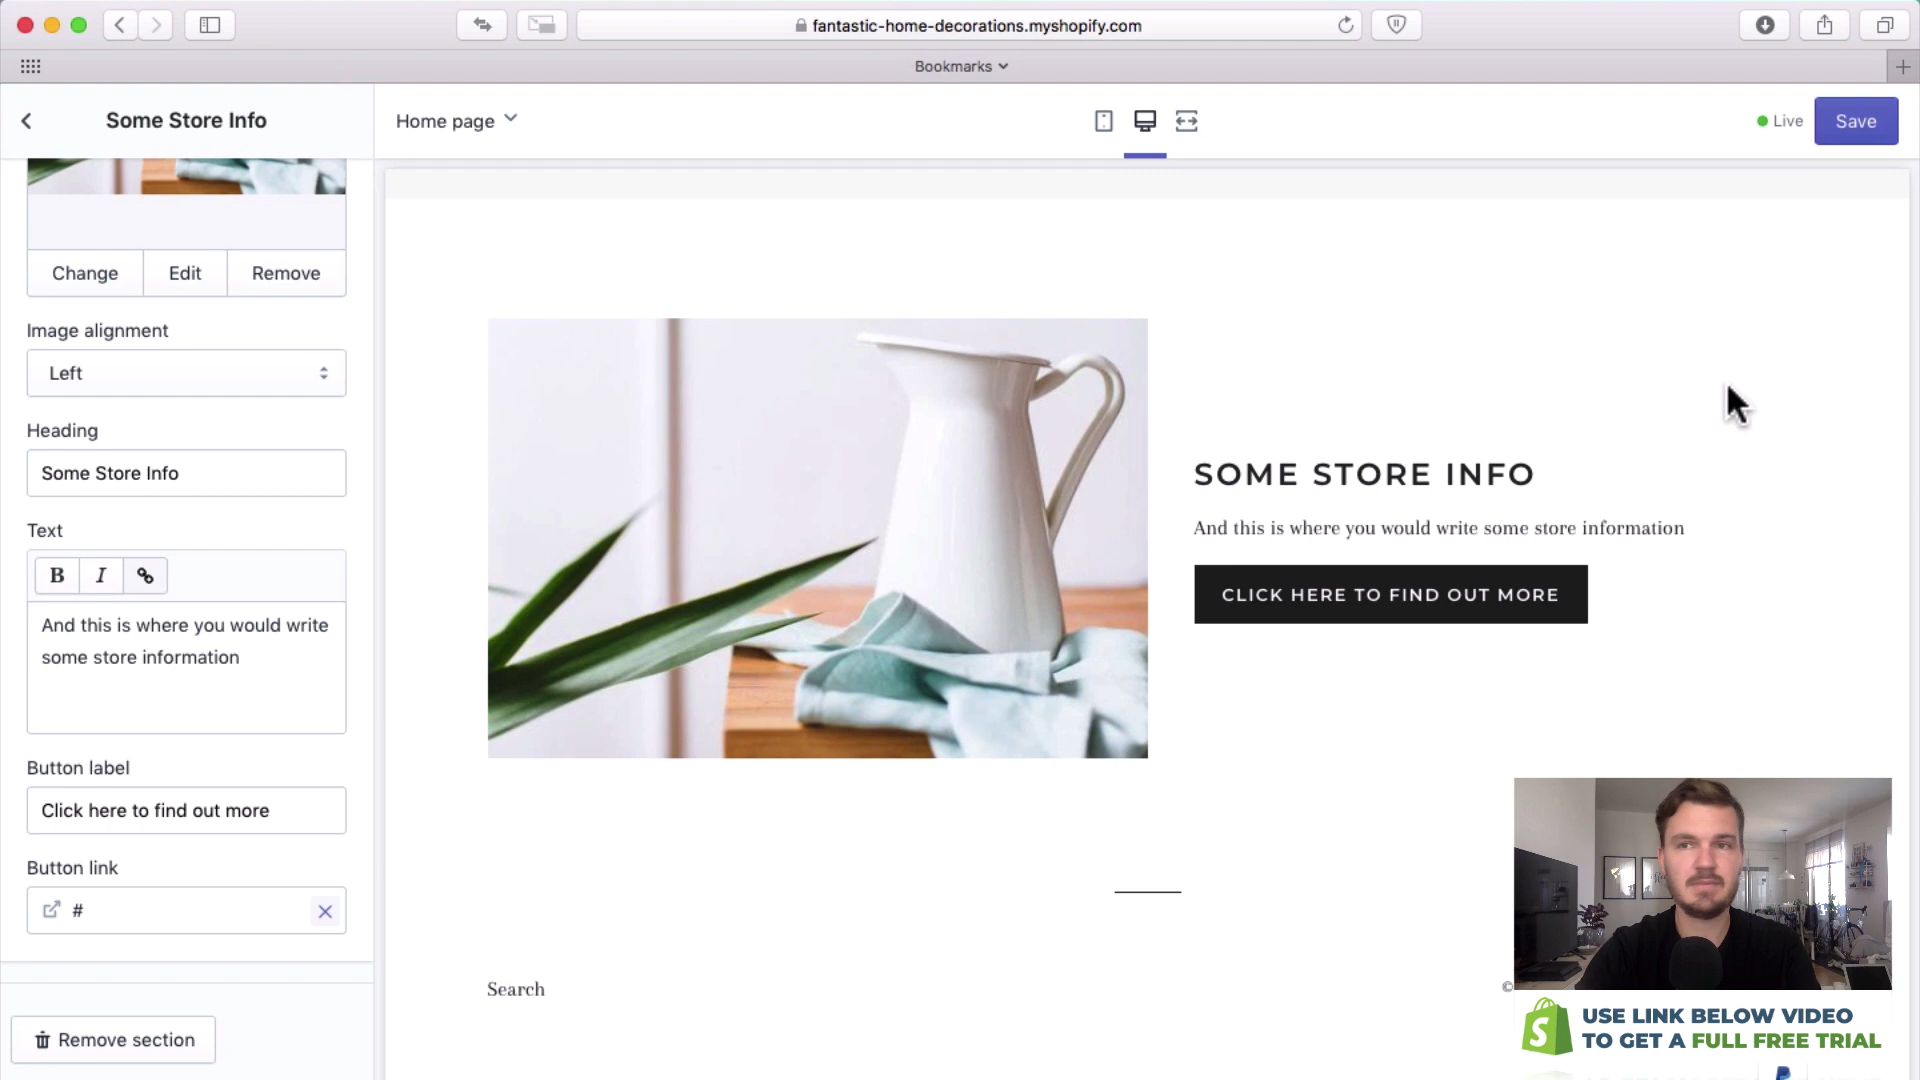 fantastic-home-decorations.myshopify.com
Bookmarks
Some Store Info
Home page
Live
Save
Change
Edit
Remove
Image alignment
Left
Heading
Some Store Info
Text
B
I
And this is where you would write
some store information
Button label
Click here to find out more
Button link
#
Remove section
SOME STORE INFO
And this is where you would write some store information
CLICK HERE TO FIND OUT MORE
Search
©
USE LINK BELOW VIDEO
TO GET A FULL FREE TRIAL